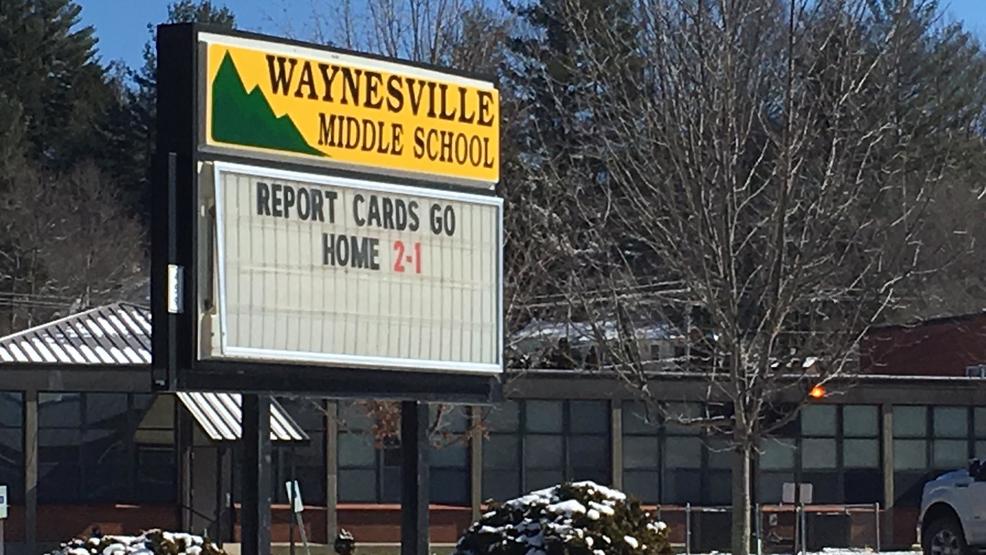 WAYNESVILLE
MIDDLE SCHOOL
REPORT CARDS GO
HOME 2-1